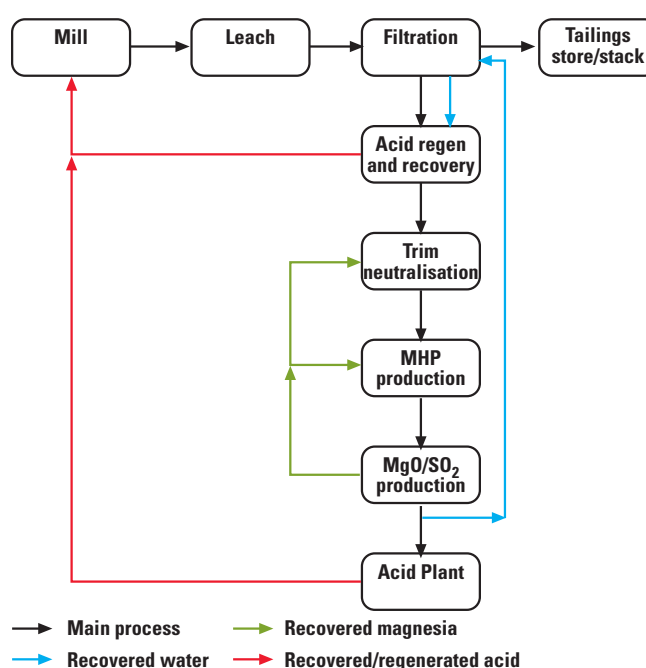 Mill
Leach
Filtration
Tailings
store/stack
Acid regen
and recovery
Trim
neutralisation
MHP
production
MgO/SO₂
production
Acid Plant
Main process
Recovered magnesia
Recovered water
Recovered/regenerated acid